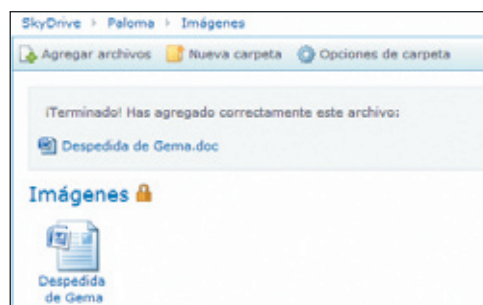 SkyDrive › Paloma › Imágenes
Agregar archivos Nueva carpeta Opciones de carpeta
¡Terminado! Has agregado correctamente este archivo:
Despedida de Gema.doc
Imágenes
Despedida
de Gema